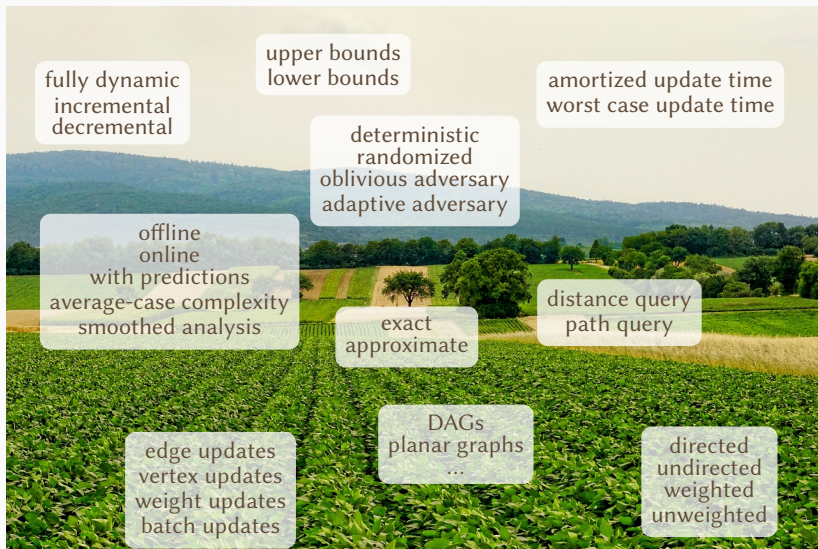 upper bounds
lower bounds
fully dynamic
incremental
decremental
amortized update time
worst case update time
deterministic
randomized
oblivious adversary
adaptive adversary
offline
online
with predictions
average-case complexity
smoothed analysis
distance query
path query
exact
approximate
DAGs
planar graphs
...
edge updates
vertex updates
weight updates
batch updates
directed
undirected
weighted
unweighted